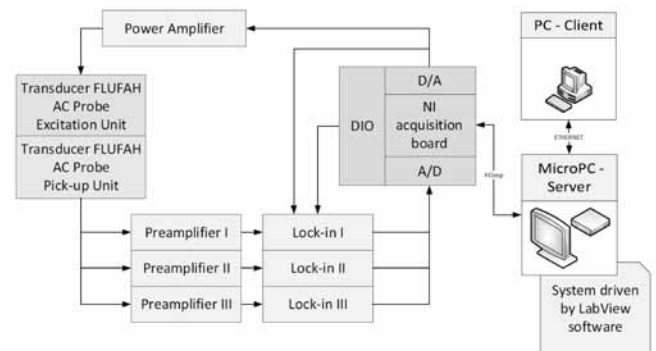 Power Amplifier
Transducer FLUFAH
AC Probe
Excitation Unit
Transducer FLUFAH
AC Probe
Pick-up Unit
Preamplifier I
Preamplifier II
Preamplifier III
Lock-in I
Lock-in II
Lock-in III
DIO
D/A
NI
acquisition
board
A/D
PC - Client
ETHERNET
MicroPC -
Server
System driven
by LabView
software